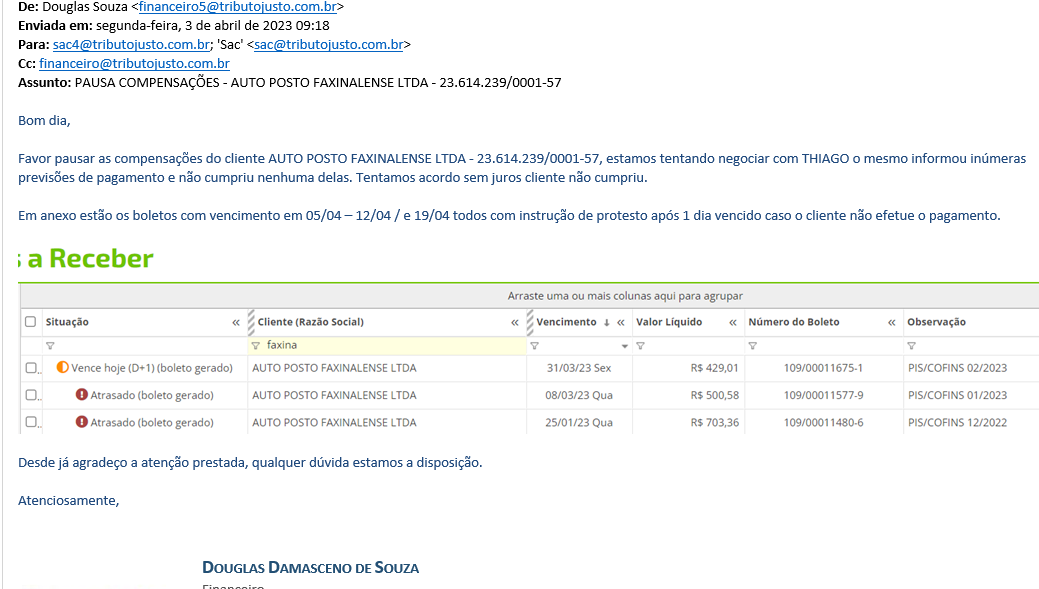 De: Douglas Souza <financeiro5@tributojusto.com.br>
Enviada em: segunda-feira, 3 de abril de 2023 09:18
Para: sac4@tributojusto.com.br; 'Sac' <sac@tributojusto.com.br>
Cc: financeiro@tributojusto.com.br
Assunto: PAUSA COMPENSAÇÕES - AUTO POSTO FAXINALENSE LTDA - 23.614.239/0001-57
Bom dia,
Favor pausar as compensações do cliente AUTO POSTO FAXINALENSE LTDA - 23.614.239/0001-57, estamos tentando negociar com THIAGO o mesmo informou inúmeras
previsões de pagamento e não cumpriu nenhuma delas. Tentamos acordo sem juros cliente não cumpriu.
Em anexo estão os boletos com vencimento em 05/04 – 12/04 / e 19/04 todos com instrução de protesto após 1 dia vencido caso o cliente não efetue o pagamento.
s a Receber
Arraste uma ou mais colunas aqui para agrupar
Situação « Cliente (Razão Social) « Vencimento ↓ « Valor Líquido « Número do Boleto « Observação
faxina
Vence hoje (D+1) (boleto gerado) AUTO POSTO FAXINALENSE LTDA 31/03/23 Sex R$ 429,01 109/00011675-1 PIS/COFINS 02/2023
Atrasado (boleto gerado) AUTO POSTO FAXINALENSE LTDA 08/03/23 Qua R$ 500,58 109/00011577-9 PIS/COFINS 01/2023
Atrasado (boleto gerado) AUTO POSTO FAXINALENSE LTDA 25/01/23 Qua R$ 703,36 109/00011480-6 PIS/COFINS 12/2022
Desde já agradeço a atenção prestada, qualquer dúvida estamos a disposição.
Atenciosamente,
DOUGLAS DAMASCENO DE SOUZA
Financeiro